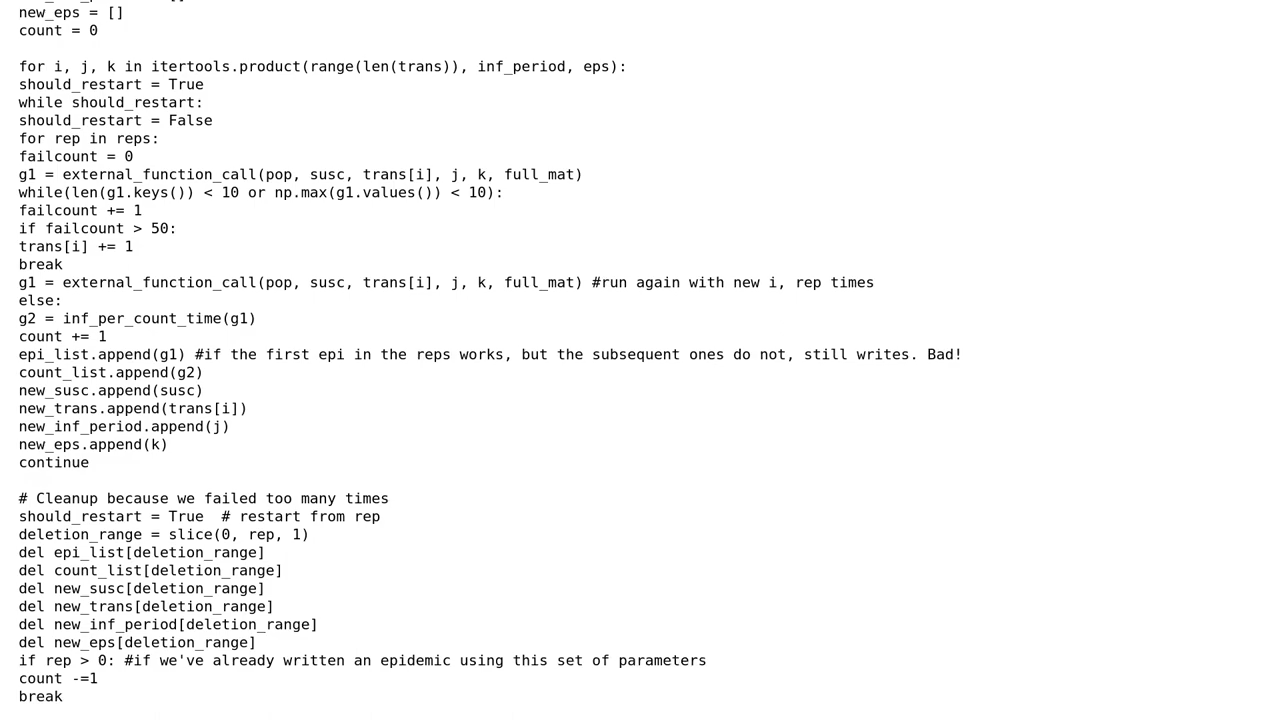 new_eps = []
count = 0
for i, j, k in itertools.product(range(len(trans)), inf_period, eps):
should_restart = True
while should_restart:
should_restart = False
for rep in reps:
failcount = 0
g1 = external_function_call(pop, susc, trans[i], j, k, full_mat)
while(len(g1.keys()) < 10 or np.max(g1.values()) < 10):
failcount += 1
if failcount > 50:
trans[i] += 1
break
g1 = external_function_call(pop, susc, trans[i], j, k, full_mat) #run again with new i, rep times
else:
g2 = inf_per_count_time(g1)
count += 1
epi_list.append(g1) #if the first epi in the reps works, but the subsequent ones do not, still writes. Bad!
count_list.append(g2)
new_susc.append(susc)
new_trans.append(trans[i])
new_inf_period.append(j)
new_eps.append(k)
continue
# Cleanup because we failed too many times
should_restart = True  # restart from rep
deletion_range = slice(0, rep, 1)
del epi_list[deletion_range]
del count_list[deletion_range]
del new_susc[deletion_range]
del new_trans[deletion_range]
del new_inf_period[deletion_range]
del new_eps[deletion_range]
if rep > 0: #if we've already written an epidemic using this set of parameters
count -=1
break